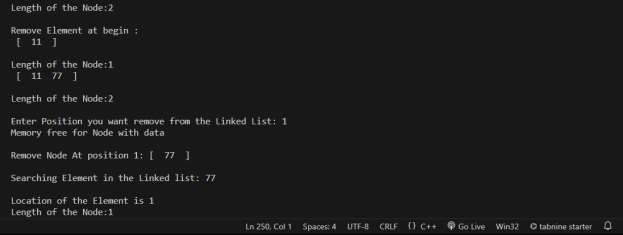 Length of the Node:2
Remove Element at begin :
[ 11 ]
Length of the Node:1
[ 11 77 ]
Length of the Node:2
Enter Position you want remove from the Linked List: 1
Memory free for Node with data
Remove Node At position 1: [ 77 ]
Searching Element in the Linked list: 77
Location of the Element is 1
Length of the Node:1
Ln 250, Col 1 Spaces: 4 UTF-8 CRLF {} C++ Go Live Win32 tabnine starter